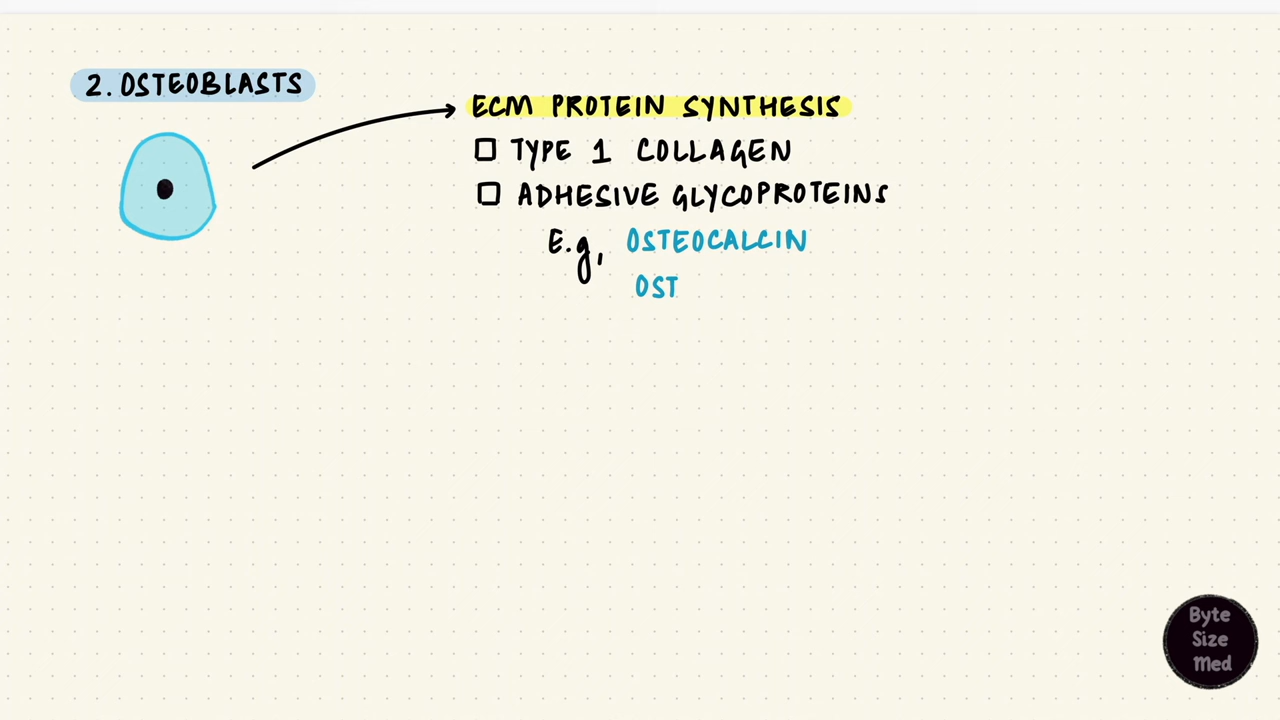 2. OSTEOBLASTS
ECM PROTEIN SYNTHESIS
TYPE 1 COLLAGEN
ADHESIVE GLYCOPROTEINS
E.g, OSTEOCALCIN
OST
Byte
Size
Med